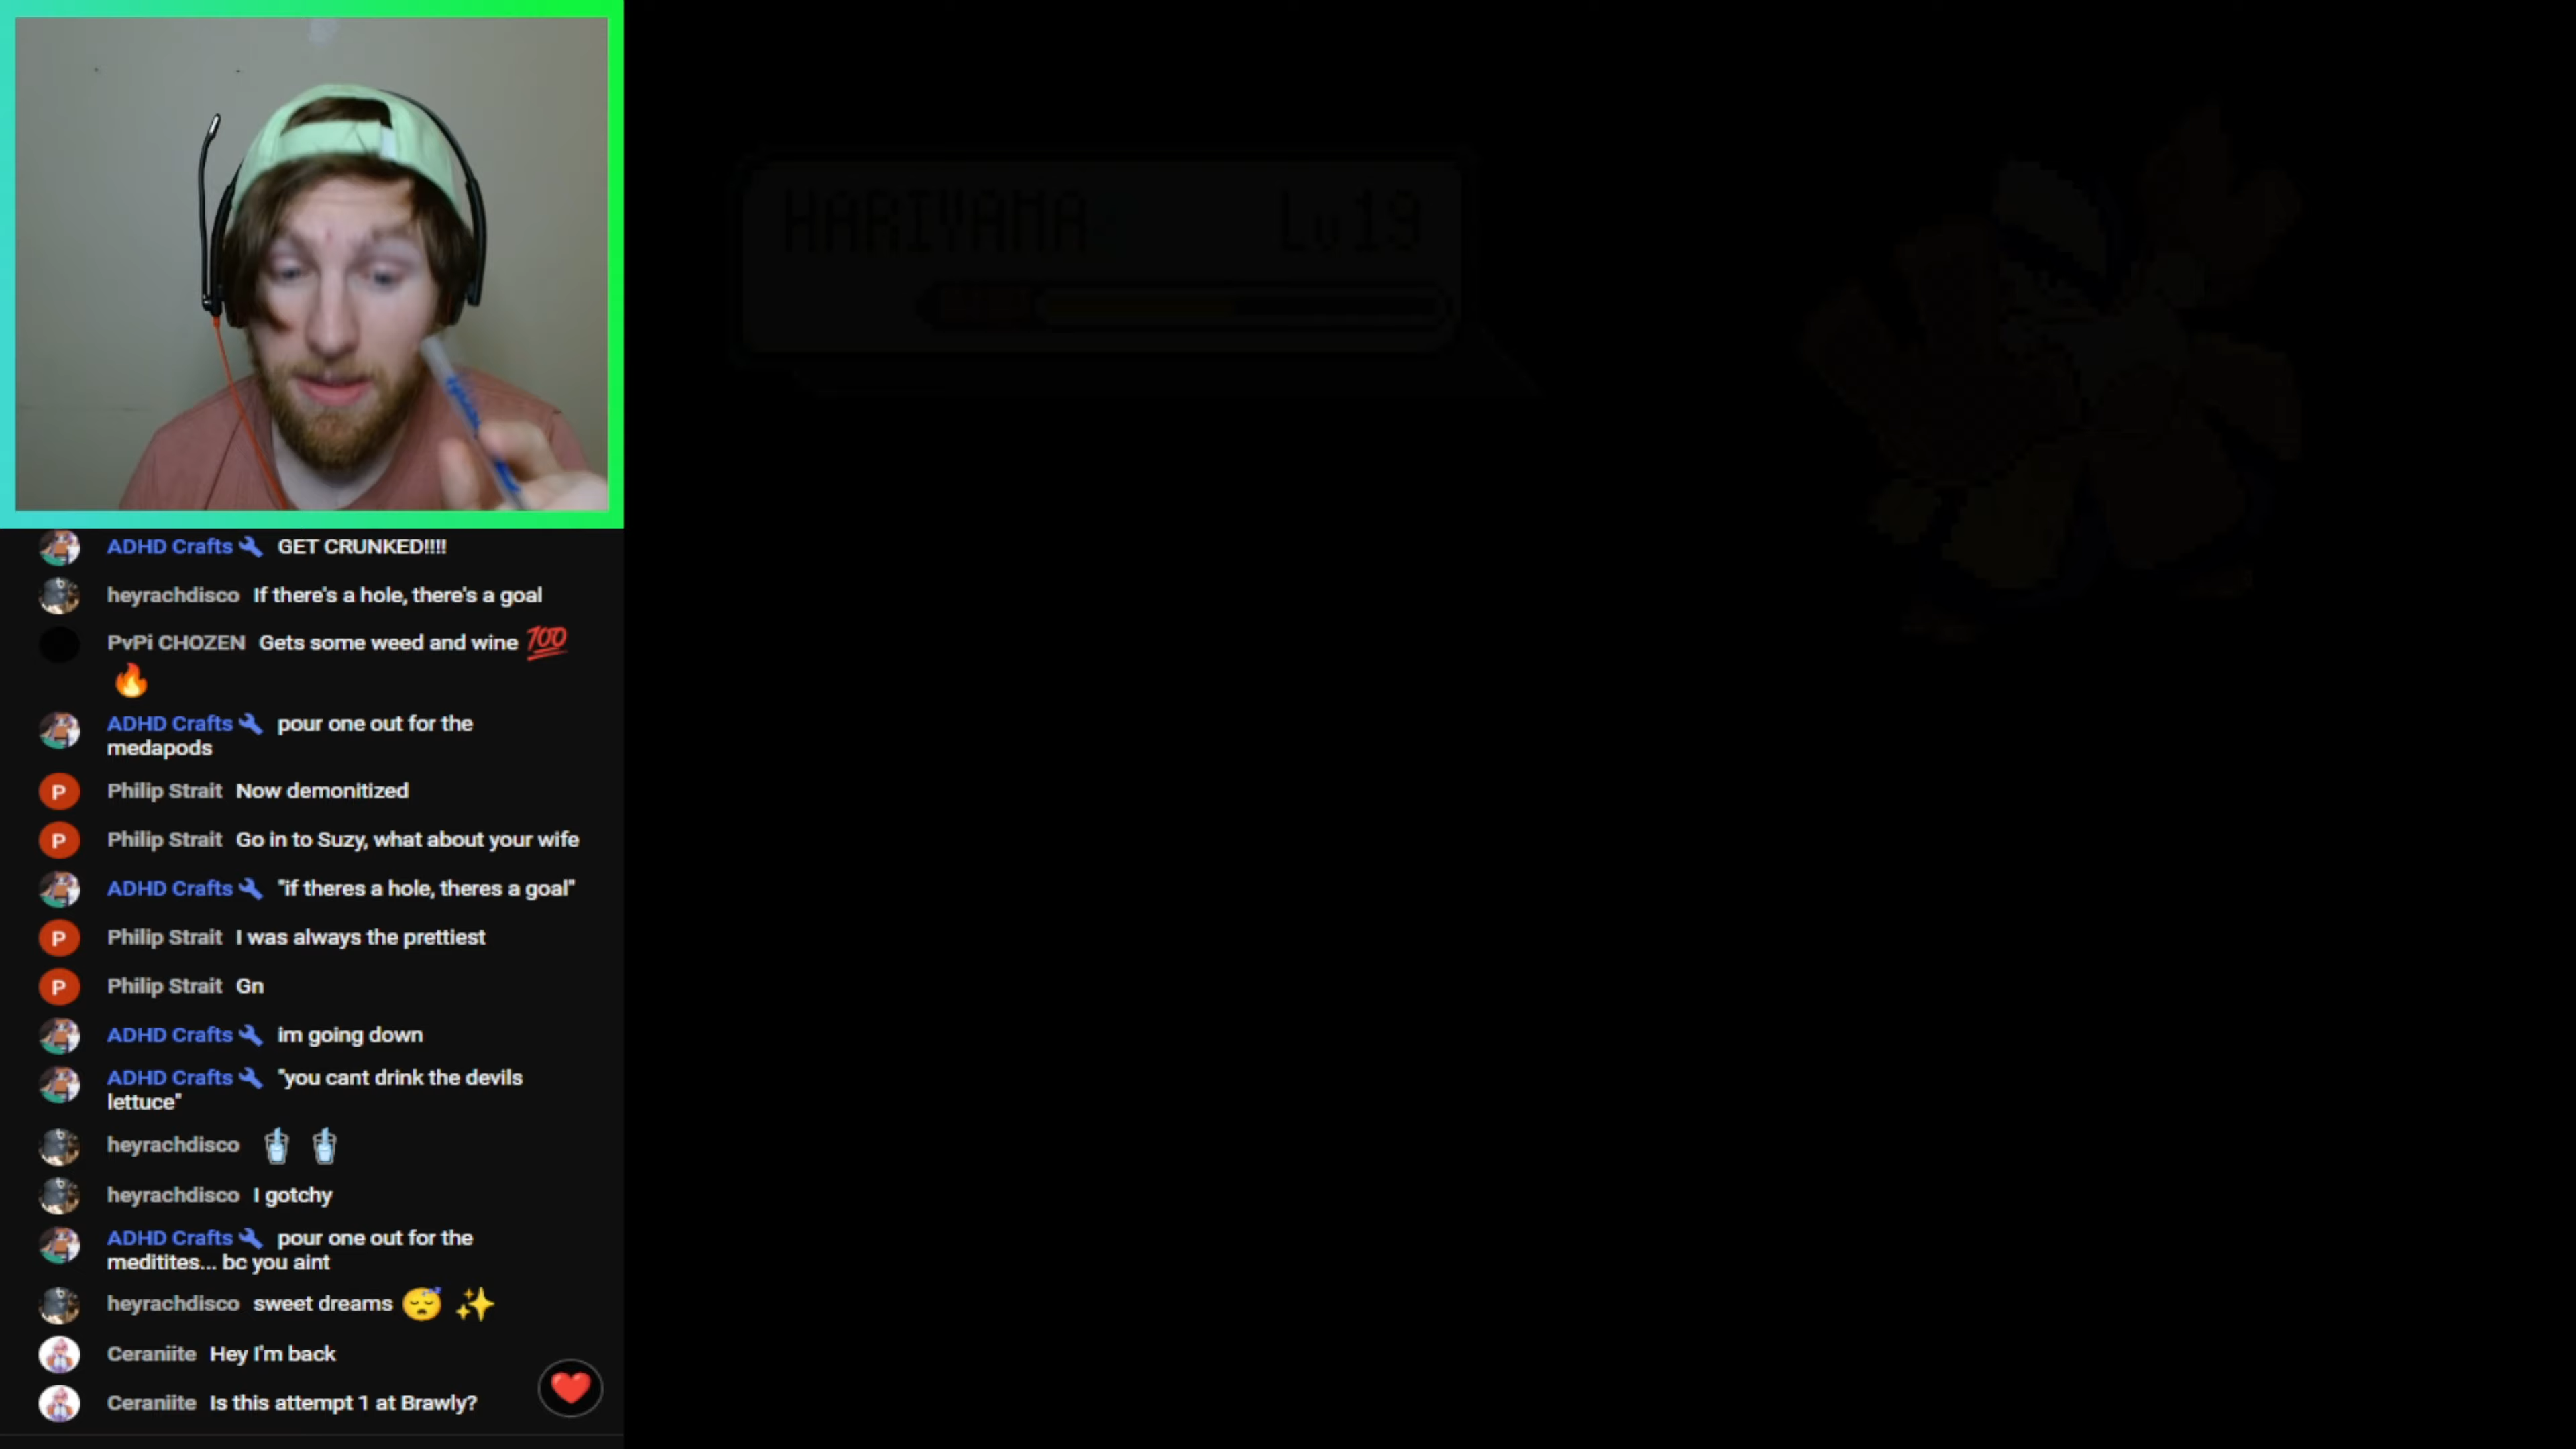 ADHD Crafts GET CRUNKED!!!!
heyrachdisco If there's a hole, there's a goal
PvPi CHOZEN Gets some weed and wine 💯
🔥
ADHD Crafts pour one out for the
medapods
P Philip Strait Now demonitized
P Philip Strait Go in to Suzy, what about your wife
ADHD Crafts "if theres a hole, theres a goal"
P Philip Strait I was always the prettiest
P Philip Strait Gn
ADHD Crafts im going down
ADHD Crafts "you cant drink the devils
lettuce"
heyrachdisco
heyrachdisco I gotchy
ADHD Crafts pour one out for the
meditites... bc you aint
heyrachdisco sweet dreams 😴 ✨
Ceraniite Hey I'm back
Ceraniite Is this attempt 1 at Brawly?
HARIYAMA Lv19